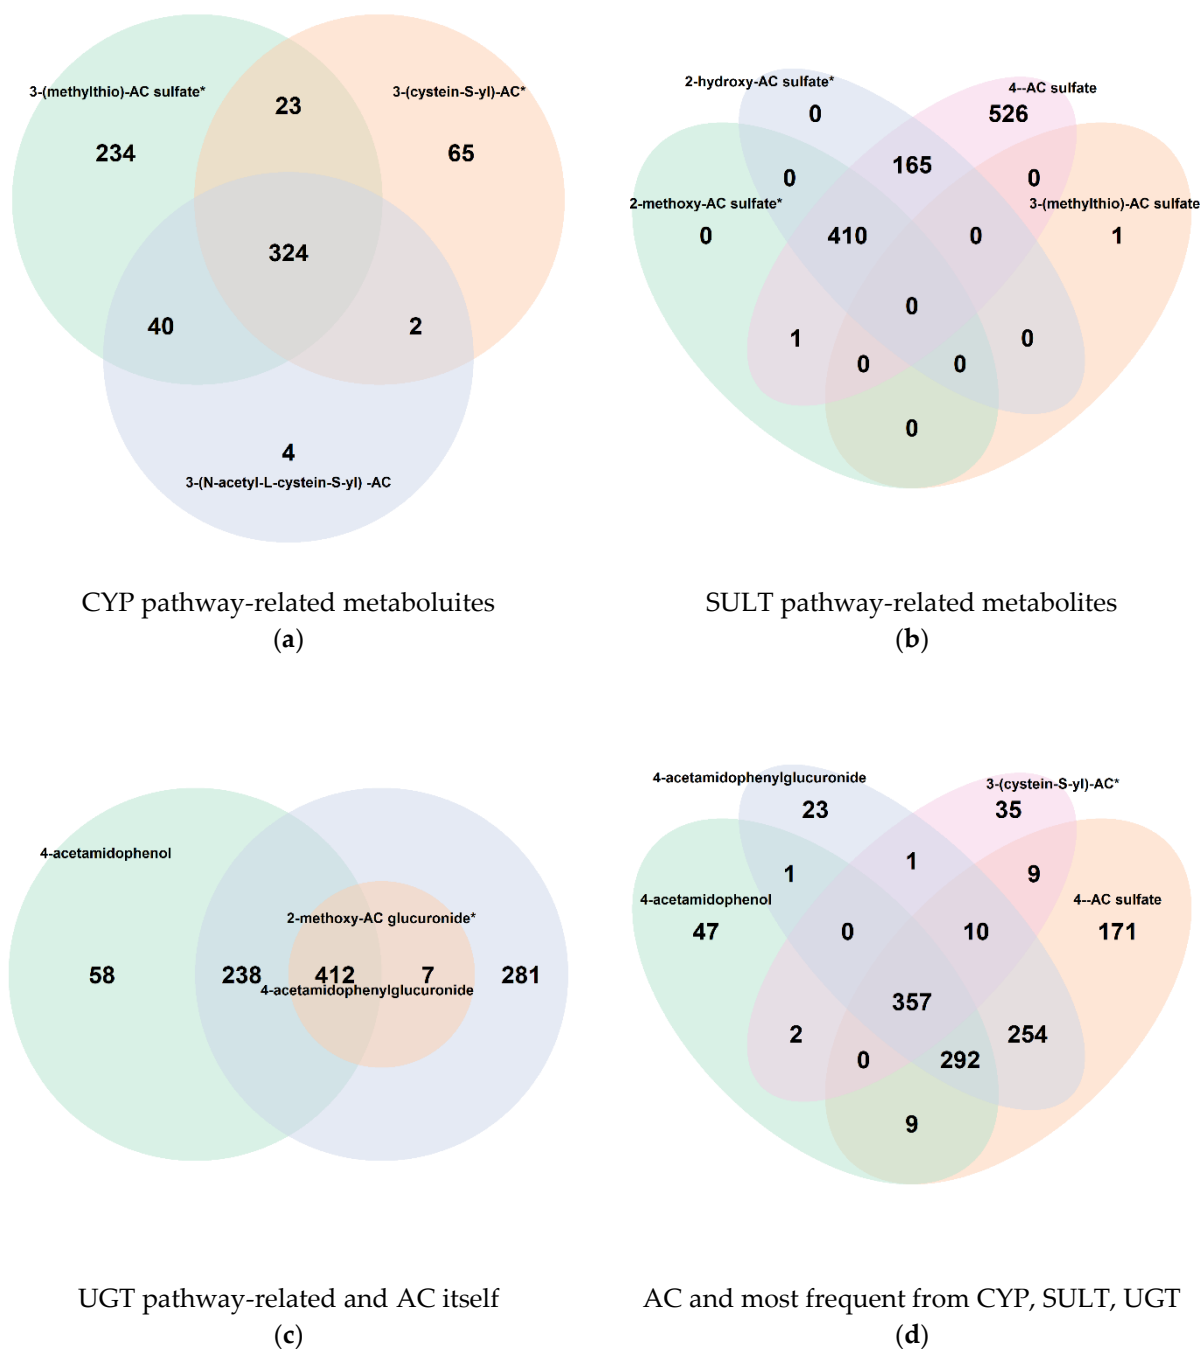 3-(methylthio)-AC sulfate*
23
3-(cystein-S-yl)-AC*
234
65
324
40
2
4
3-(N-acetyl-L-cystein-S-yl) -AC
CYP pathway-related metaboluites
(a)
2-hydroxy-AC sulfate*
4--AC sulfate
0
526
165
0
0
2-methoxy-AC sulfate*
3-(methylthio)-AC sulfate
0
410
0
1
0
1
0
0
0
0
SULT pathway-related metabolites
(b)
4-acetamidophenol
2-methoxy-AC glucuronide*
58
238
412
7
281
4-acetamidophenylglucuronide
UGT pathway-related and AC itself
(c)
4-acetamidophenylglucuronide
3-(cystein-S-yl)-AC*
23
35
1
1
9
4-acetamidophenol
4--AC sulfate
47
0
10
171
357
2
254
0
292
9
AC and most frequent from CYP, SULT, UGT
(d)